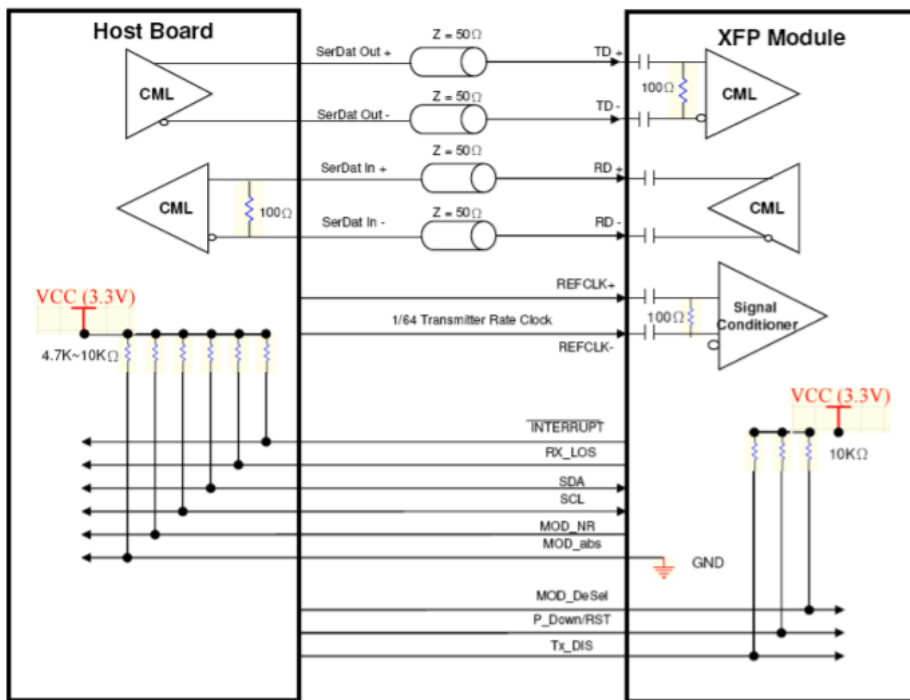 Host Board
XFP Module
Z = 50Ω
SerDat Out +
TD +
CML
100Ω
CML
Z = 50Ω
SerDat Out -
TD -
Z = 50Ω
SerDat In +
RD +
CML
100Ω
CML
Z = 50Ω
SerDat In -
RD -
REFCLK+
VCC (3.3V)
1/64 Transmitter Rate Clock
100Ω
Signal
Conditioner
REFCLK-
4.7K~10KΩ
VCC (3.3V)
INTERRUPT
10KΩ
RX_LOS
SDA
SCL
MOD_NR
MOD_abs
GND
MOD_DeSel
P_Down/RST
Tx_DIS